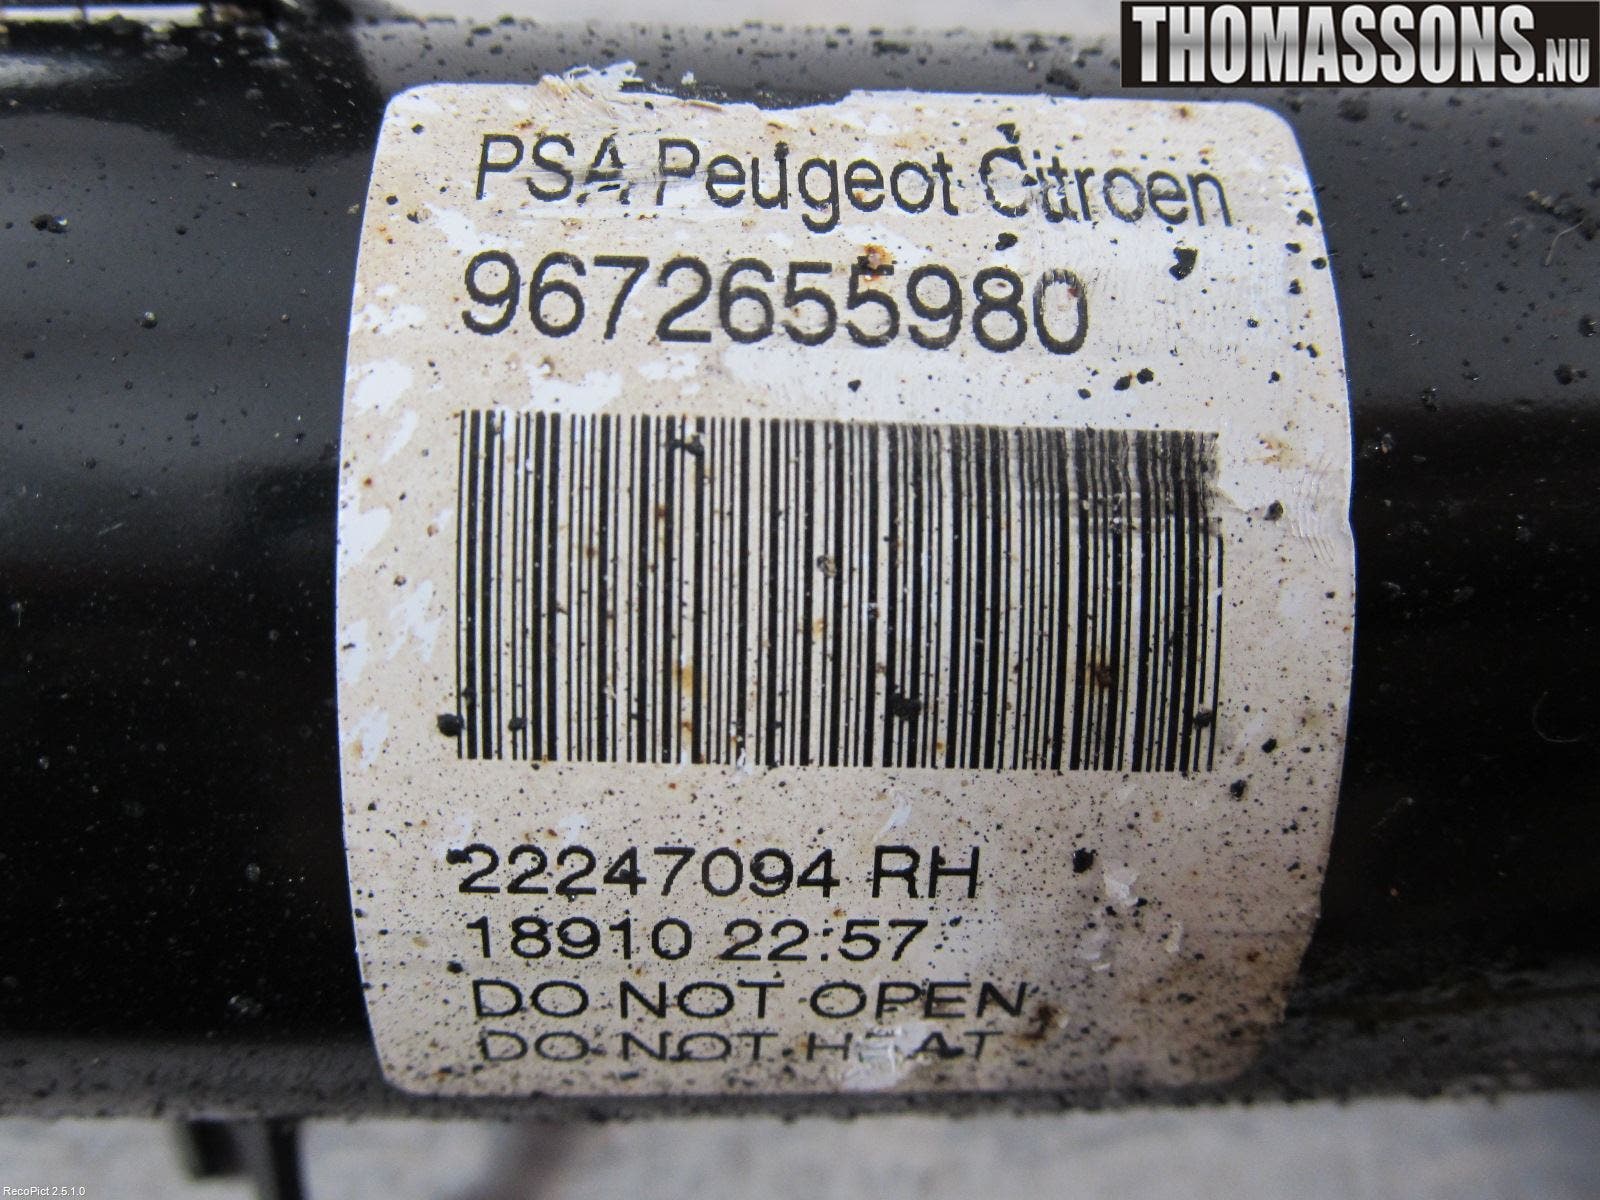 THOMASSONS.NU
PSA Peugeot Citroen
9672655980
22247094 RH
18910 22:57
DO NOT OPEN
DO NOT HEAT
RecoPict 2.5.1.0